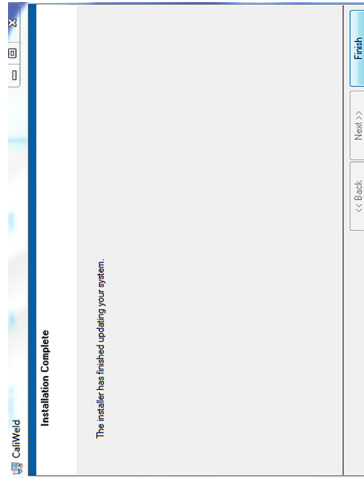 CaliWeld
Installation Complete
The installer has finished updating your system.
<< Back
Next >>
Finish